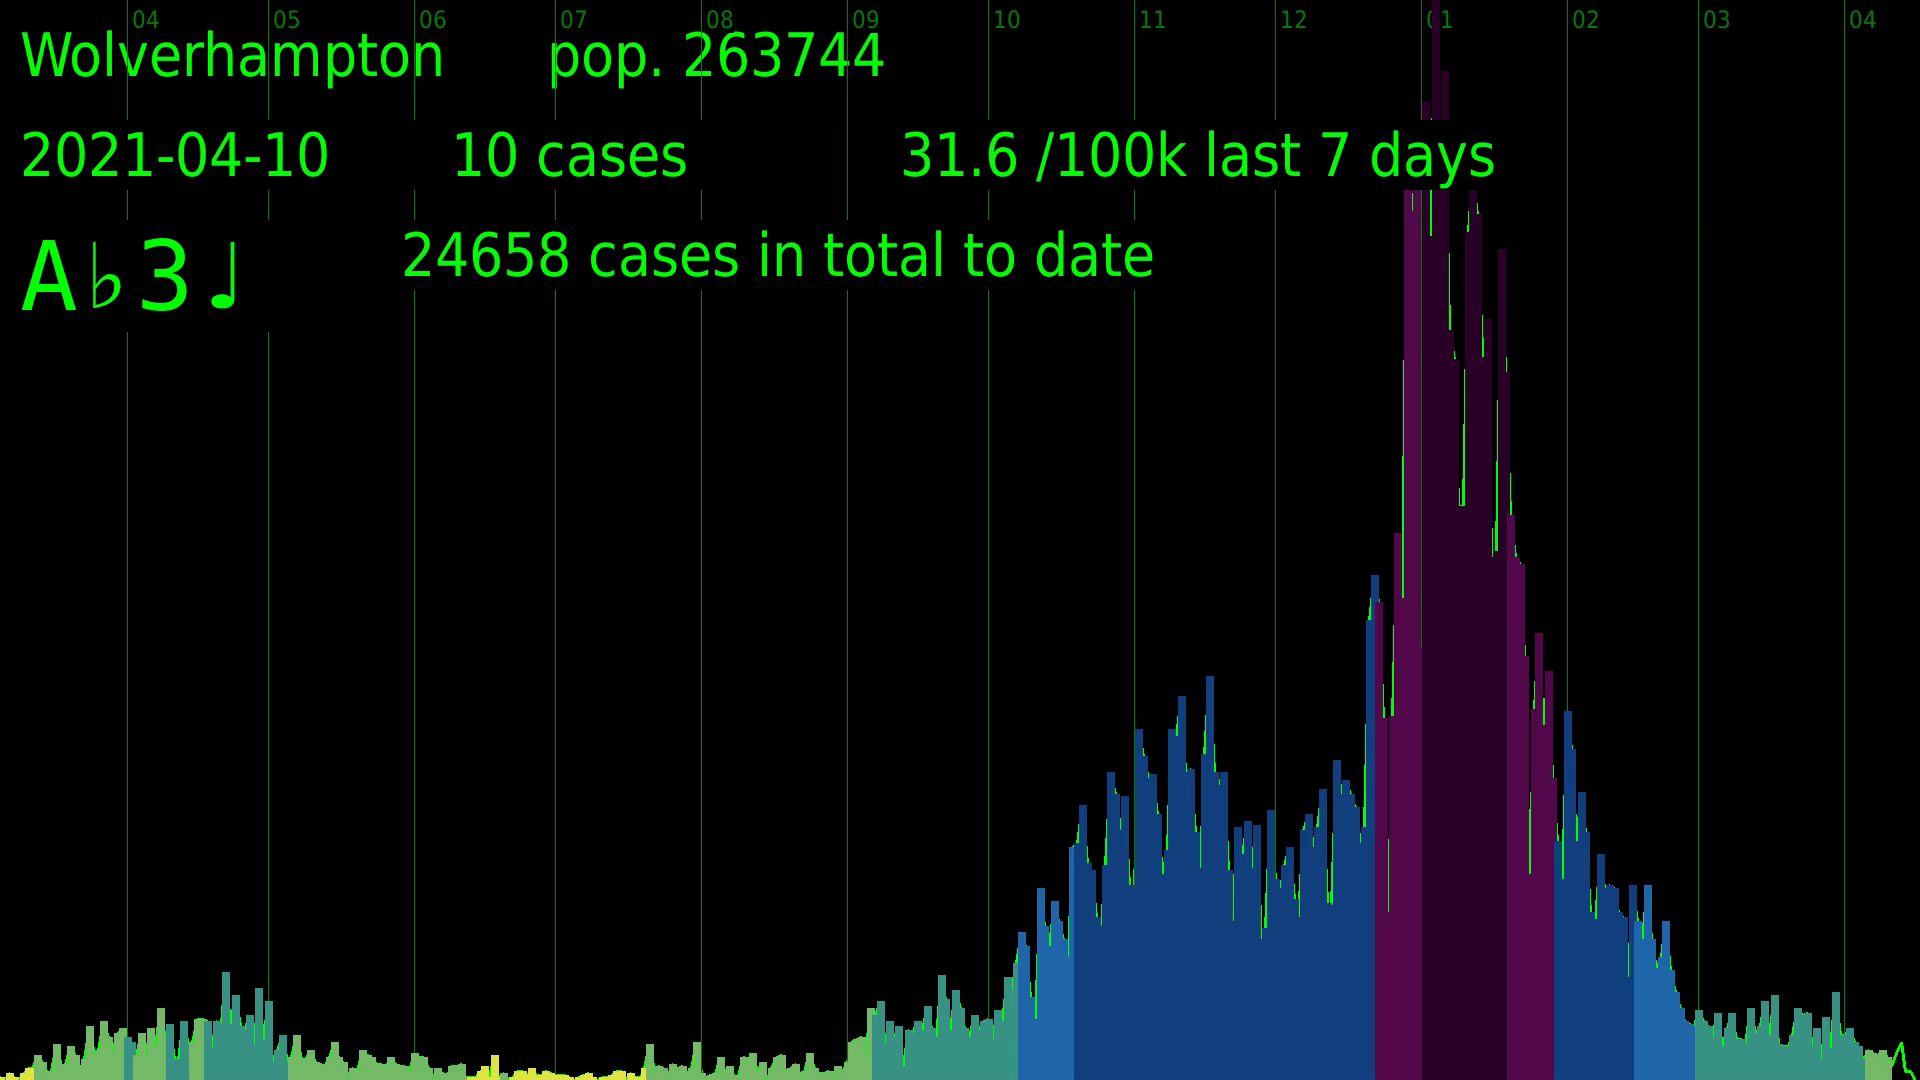 04 05 06 07 08 09 10 11 12 01 02 03 04
Wolverhampton pop. 263744
2021-04-10 10 cases 31.6 /100k last 7 days
A♭3♩ 24658 cases in total to date